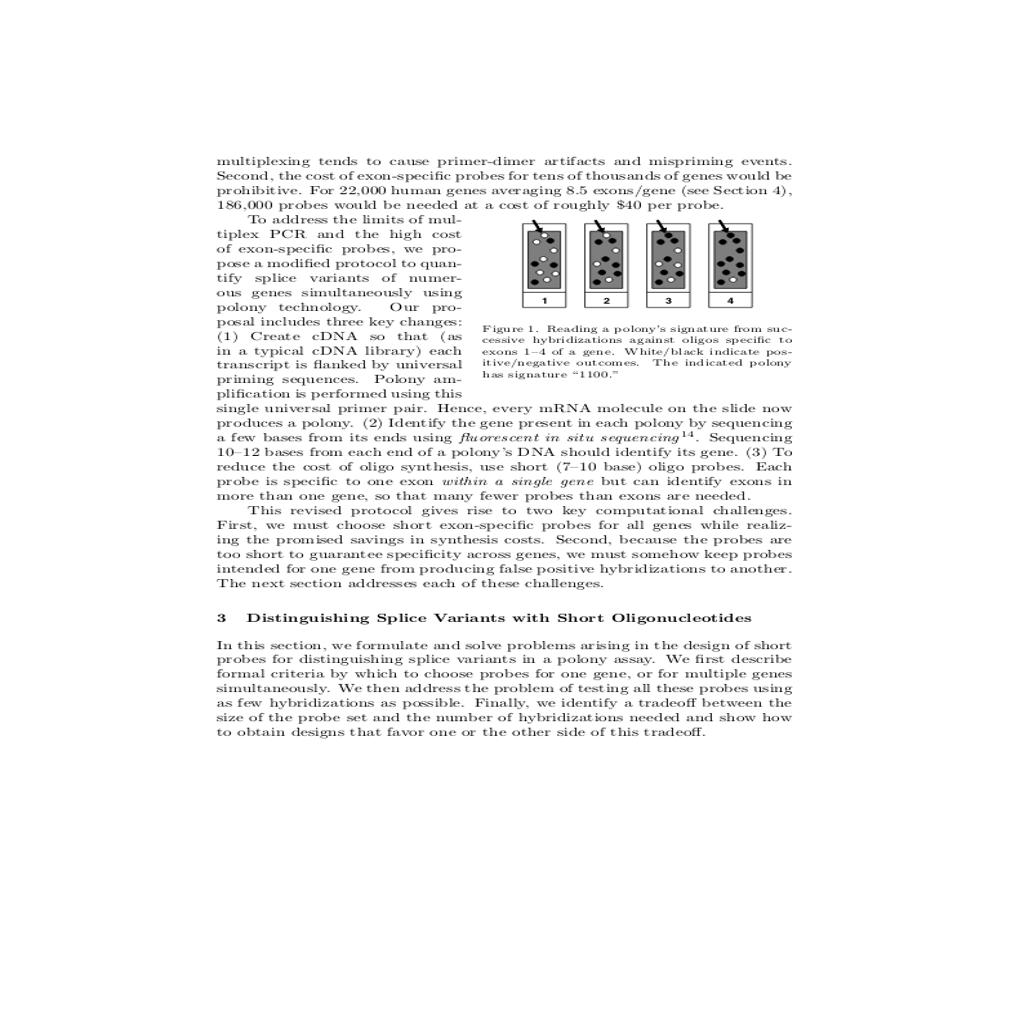 multiplexing tends to cause primer-dimer artifacts and mispriming events.
Second, the cost of exon-specific probes for tens of thousands of genes would be
prohibitive. For 22,000 human genes averaging 8.5 exons/gene (see Section 4),
186,000 probes would be needed at a cost of roughly $40 per probe.
To address the limits of mul-
tiplex PCR and the high cost
of exon-specific probes, we pro-
pose a modified protocol to quan-
tify splice variants of numer-
ous genes simultaneously using
polony technology. Our pro-
posal includes three key changes:
(1) Create cDNA so that (as
in a typical cDNA library) each
transcript is flanked by universal
priming sequences. Polony am-
plification is performed using this
1 2 3 4
Figure 1. Reading a polony's signature from suc-
cessive hybridizations against oligos specific to
exons 1–4 of a gene. White/black indicate pos-
itive/negative outcomes. The indicated polony
has signature "1100."
single universal primer pair. Hence, every mRNA molecule on the slide now
produces a polony. (2) Identify the gene present in each polony by sequencing
a few bases from its ends using fluorescent in situ sequencing14. Sequencing
10–12 bases from each end of a polony's DNA should identify its gene. (3) To
reduce the cost of oligo synthesis, use short (7–10 base) oligo probes. Each
probe is specific to one exon within a single gene but can identify exons in
more than one gene, so that many fewer probes than exons are needed.
This revised protocol gives rise to two key computational challenges.
First, we must choose short exon-specific probes for all genes while realiz-
ing the promised savings in synthesis costs. Second, because the probes are
too short to guarantee specificity across genes, we must somehow keep probes
intended for one gene from producing false positive hybridizations to another.
The next section addresses each of these challenges.
3 Distinguishing Splice Variants with Short Oligonucleotides
In this section, we formulate and solve problems arising in the design of short
probes for distinguishing splice variants in a polony assay. We first describe
formal criteria by which to choose probes for one gene, or for multiple genes
simultaneously. We then address the problem of testing all these probes using
as few hybridizations as possible. Finally, we identify a tradeoff between the
size of the probe set and the number of hybridizations needed and show how
to obtain designs that favor one or the other side of this tradeoff.